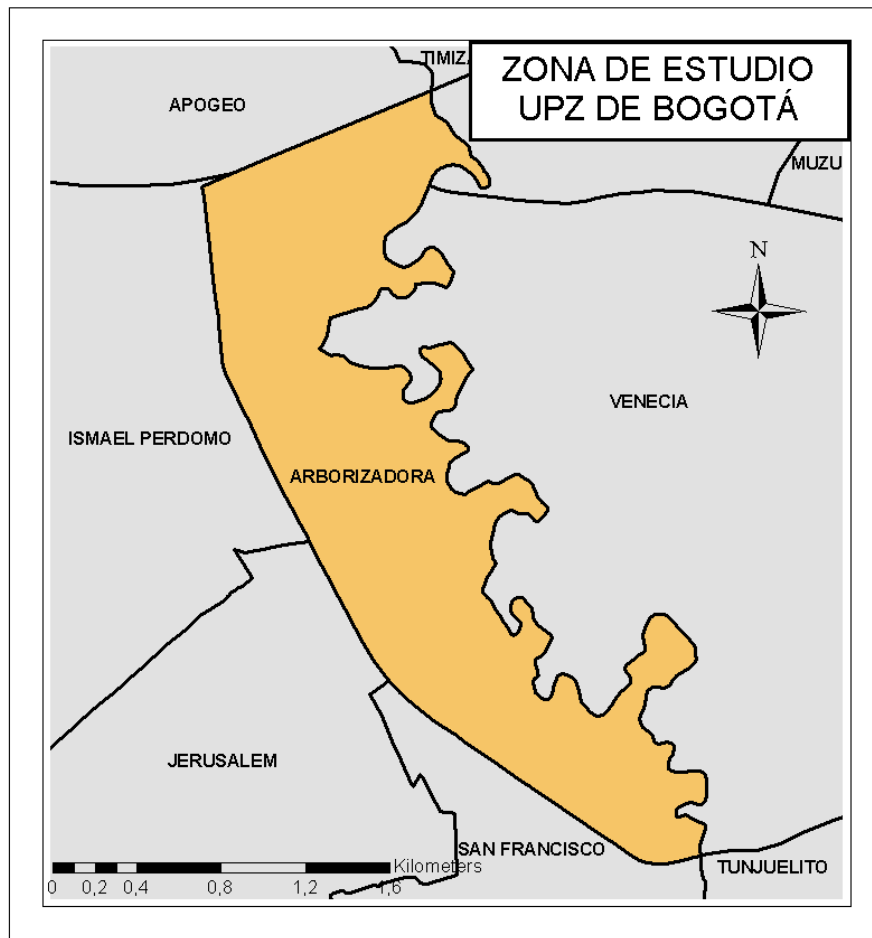 TIMIZA
ZONA DE ESTUDIO
UPZ DE BOGOTÁ
APOGEO
MUZU
N
VENECIA
ISMAEL PERDOMO
ARBORIZADORA
JERUSALEM
SAN FRANCISCO
TUNJUELITO
Kilometers
0 0,2 0,4 0,8 1,2 1,6